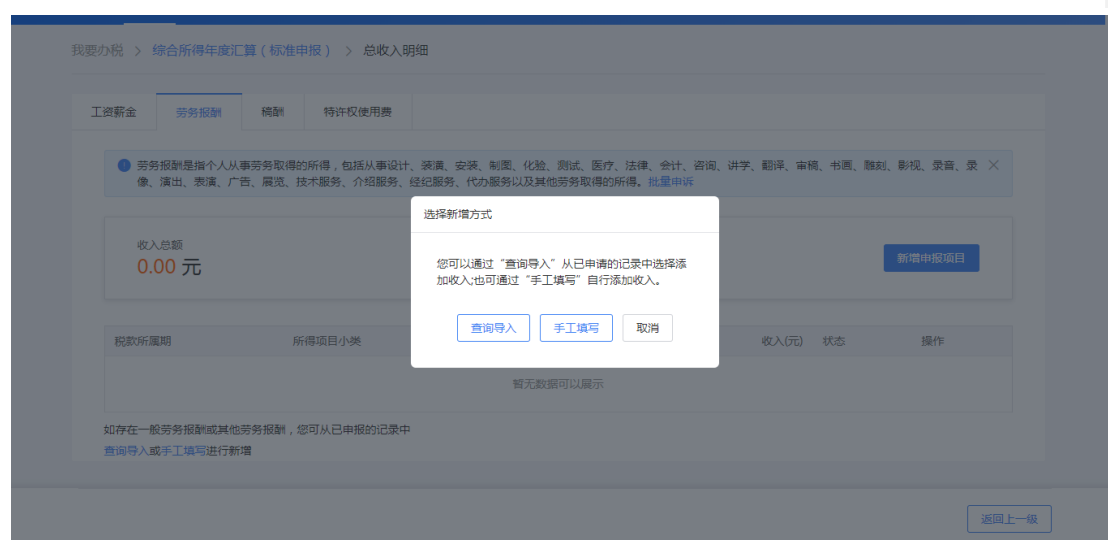 我要办税 > 综合所得年度汇算（标准申报） > 总收入明细
工资薪金 劳务报酬 稿酬 特许权使用费
劳务报酬是指个人从事劳务取得的所得，包括从事设计、装潢、安装、制图、化验、测试、医疗、法律、会计、咨询、讲学、翻译、审稿、书画、雕刻、影视、录音、录
像、演出、表演、广告、展览、技术服务、介绍服务、经纪服务、代办服务以及其他劳务取得的所得。批量申诉
选择新增方式
收入总额
0.00 元
新增申报项目
您可以通过“查询导入”从已申请的记录中选择添
加收入;也可通过“手工填写”自行添加收入。
查询导入 手工填写 取消
税款所属期 所得项目小类 收入(元) 状态 操作
暂无数据可以展示
如存在一般劳务报酬或其他劳务报酬，您可从已申报的记录中
查询导入或手工填写进行新增
返回上一级